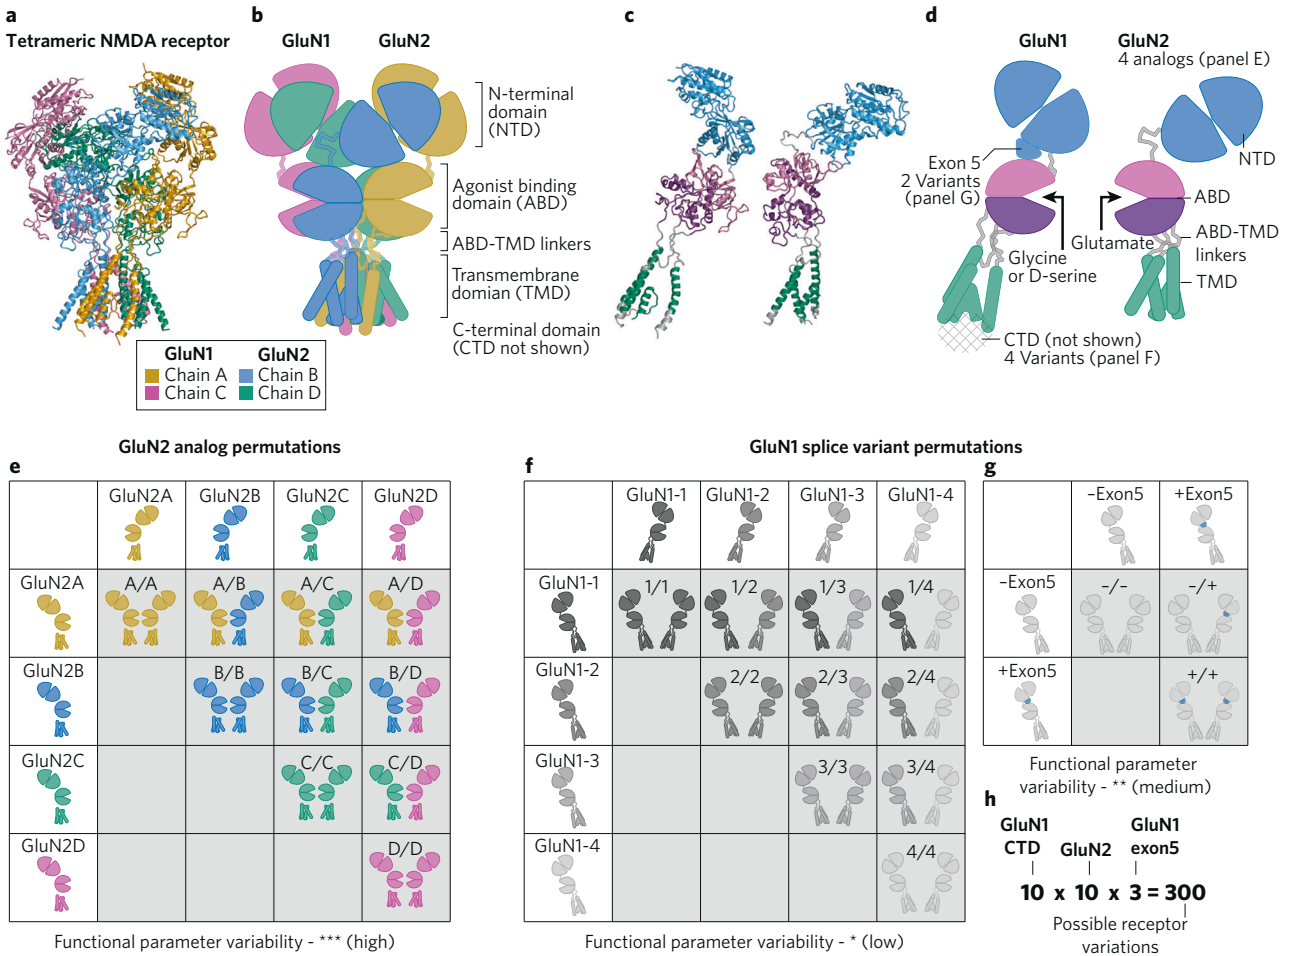 a
Tetrameric NMDA receptor
b
GluN1
GluN2
N-terminal
domain
(NTD)
Agonist binding
domain (ABD)
ABD-TMD linkers
Transmembrane
domian (TMD)
C-terminal domain
(CTD not shown)
GluN1
GluN2
Chain A
Chain B
Chain C
Chain D
c
d
GluN1
GluN2
4 analogs (panel E)
Exon 5
2 Variants
(panel G)
NTD
ABD
Glycine
or D-serine
Glutamate
ABD-TMD
linkers
TMD
CTD (not shown)
4 Variants (panel F)
GluN2 analog permutations
e
GluN2A
GluN2B
GluN2C
GluN2D
GluN2A
A/A
A/B
A/C
A/D
GluN2B
B/B
B/C
B/D
GluN2C
C/C
C/D
GluN2D
D/D
Functional parameter variability - *** (high)
GluN1 splice variant permutations
f
GluN1-1
GluN1-2
GluN1-3
GluN1-4
GluN1-1
1/1
1/2
1/3
1/4
GluN1-2
2/2
2/3
2/4
GluN1-3
3/3
3/4
GluN1-4
4/4
Functional parameter variability - * (low)
g
–Exon5
+Exon5
–Exon5
–/–
–/+
+Exon5
+/+
Functional parameter
variability - ** (medium)
h
GluN1
CTD
GluN2
GluN1
exon5
10 x 10 x 3 = 300
Possible receptor
variations